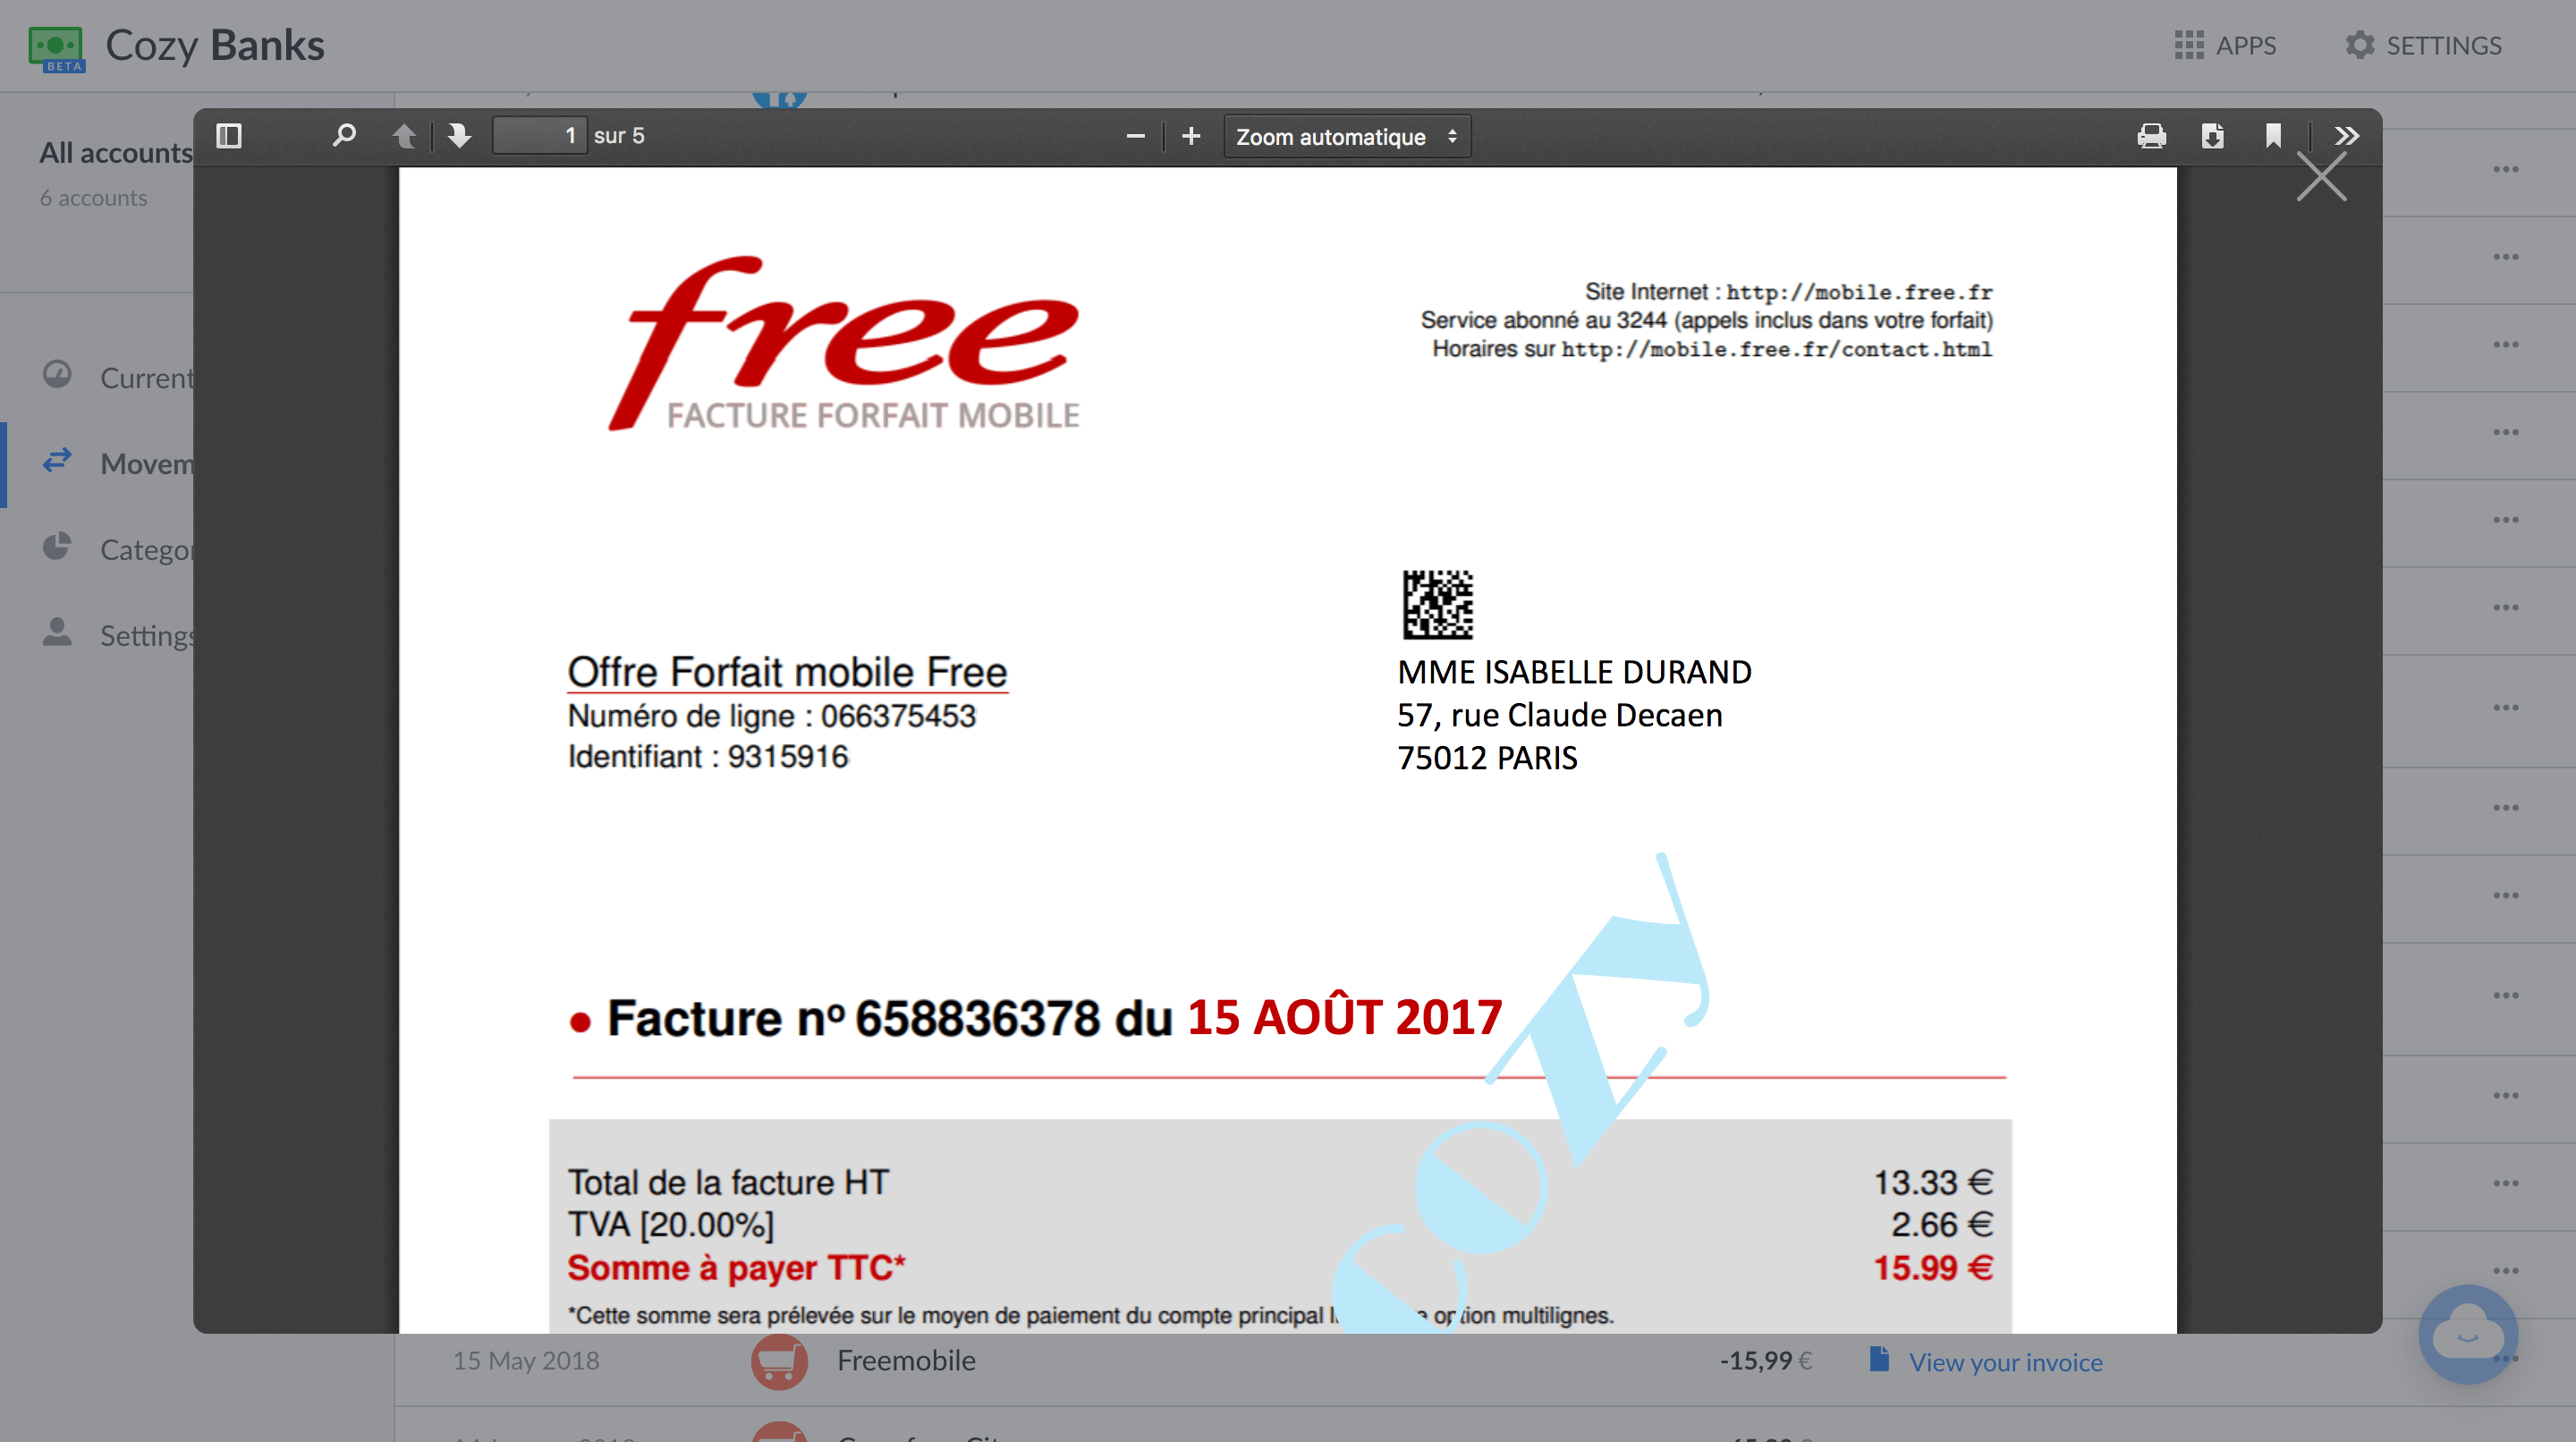 BETA
Cozy Banks
APPS
SETTINGS
All accounts
6 accounts
Current
Movem
Categor
Settings
1 sur 5
Zoom automatique
free
FACTURE FORFAIT MOBILE
Site Internet : http://mobile.free.fr
Service abonné au 3244 (appels inclus dans votre forfait)
Horaires sur http://mobile.free.fr/contact.html
Offre Forfait mobile Free
Numéro de ligne : 066375453
Identifiant : 9315916
MME ISABELLE DURAND
57, rue Claude Decaen
75012 PARIS
• Facture nº 658836378 du 15 AOÛT 2017
cozy
Total de la facture HT 13.33 €
TVA [20.00%] 2.66 €
Somme à payer TTC* 15.99 €
*Cette somme sera prélevée sur le moyen de paiement du compte principal option multilignes.
15 May 2018 Freemobile -15,99 € View your invoice